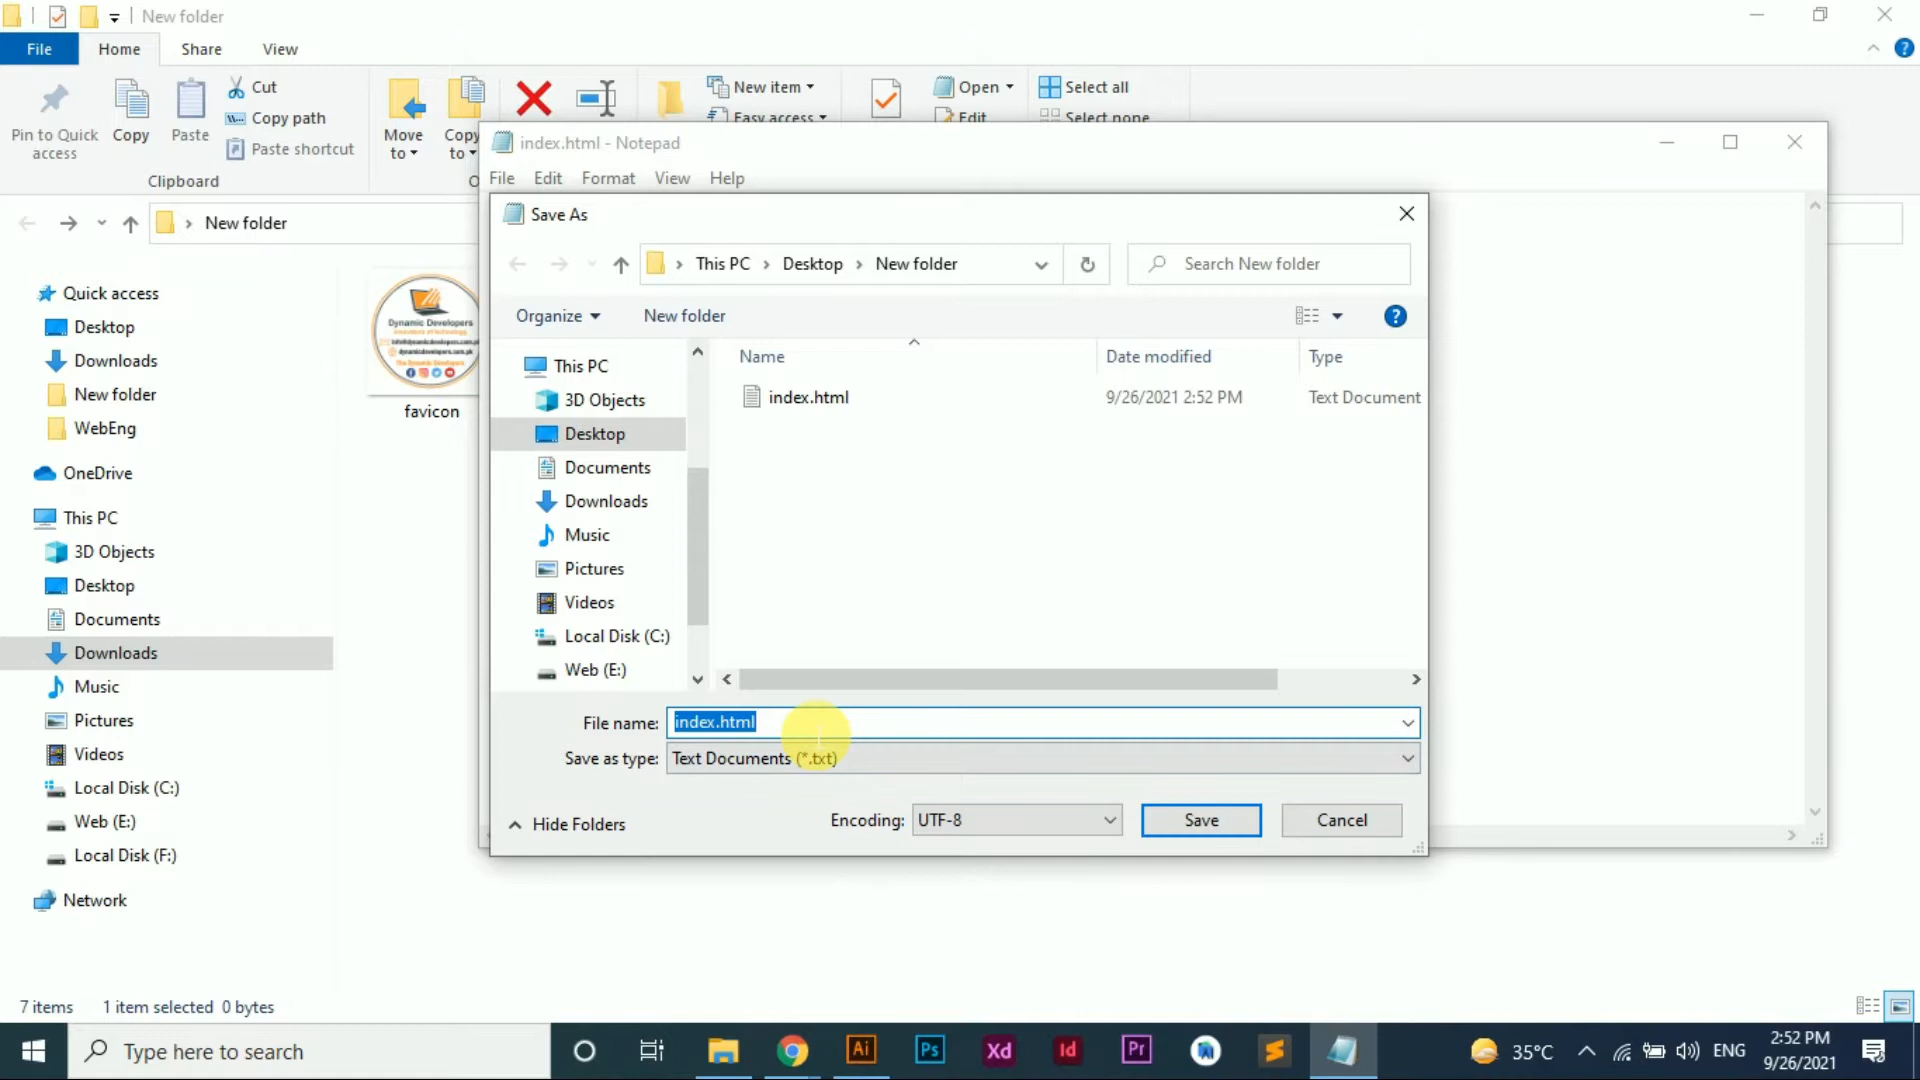 New folder
File
Home
Share
View
Pin to Quick access
Copy
Paste
Cut
Copy path
Paste shortcut
Clipboard
Move to
Copy to
New item
Easy access
Open
Edit
Select all
Select none
New folder
Quick access
Desktop
Downloads
New folder
WebEng
OneDrive
This PC
3D Objects
Desktop
Documents
Downloads
Music
Pictures
Videos
Local Disk (C:)
Web (E:)
Local Disk (F:)
Network
Dynamic Developers
favicon
7 items
1 item selected 0 bytes
index.html - Notepad
File
Edit
Format
View
Help
Save As
This PC
Desktop
New folder
Search New folder
Organize
New folder
This PC
3D Objects
Desktop
Documents
Downloads
Music
Pictures
Videos
Local Disk (C:)
Web (E:)
Name
Date modified
Type
index.html
9/26/2021 2:52 PM
Text Document
File name:
index.html
Save as type:
Text Documents (*.txt)
Hide Folders
Encoding:
UTF-8
Save
Cancel
Type here to search
Ai
Ps
Xd
Id
Pr
35°C
ENG
2:52 PM
9/26/2021